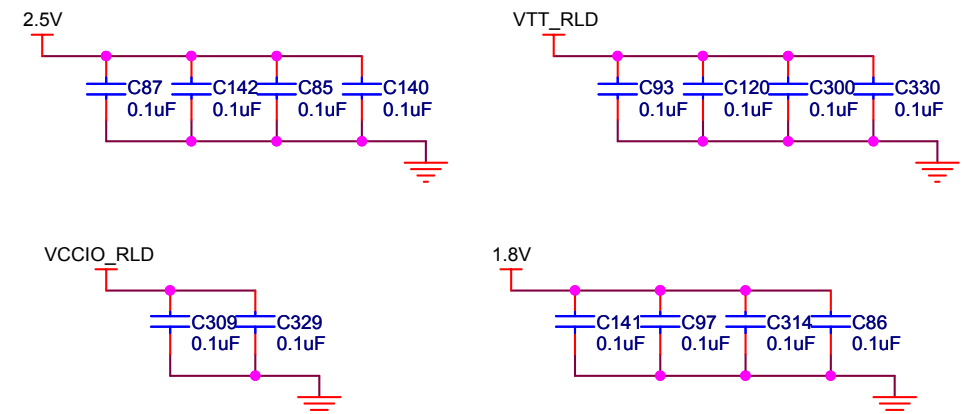 2.5V
VTT_RLD
C87 C142 C85 C140
0.1uF 0.1uF 0.1uF 0.1uF
C93 C120 C300 C330
0.1uF 0.1uF 0.1uF 0.1uF
VCCIO_RLD
1.8V
C309 C329
0.1uF 0.1uF
C141 C97 C314 C86
0.1uF 0.1uF 0.1uF 0.1uF